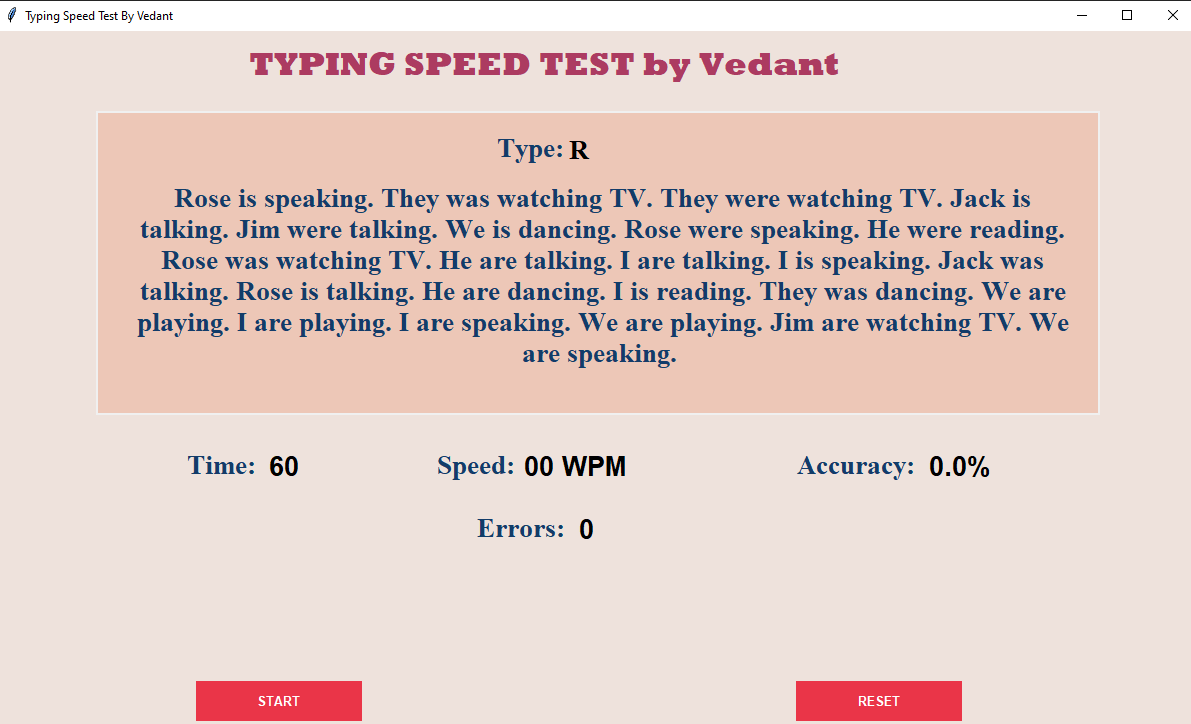 Typing Speed Test By Vedant
TYPING SPEED TEST by Vedant
Type: R
Rose is speaking. They was watching TV. They were watching TV. Jack is
talking. Jim were talking. We is dancing. Rose were speaking. He were reading.
Rose was watching TV. He are talking. I are talking. I is speaking. Jack was
talking. Rose is talking. He are dancing. I is reading. They was dancing. We are
playing. I are playing. I are speaking. We are playing. Jim are watching TV. We
are speaking.
Time: 60 Speed: 00 WPM Accuracy: 0.0%
Errors: 0
START RESET